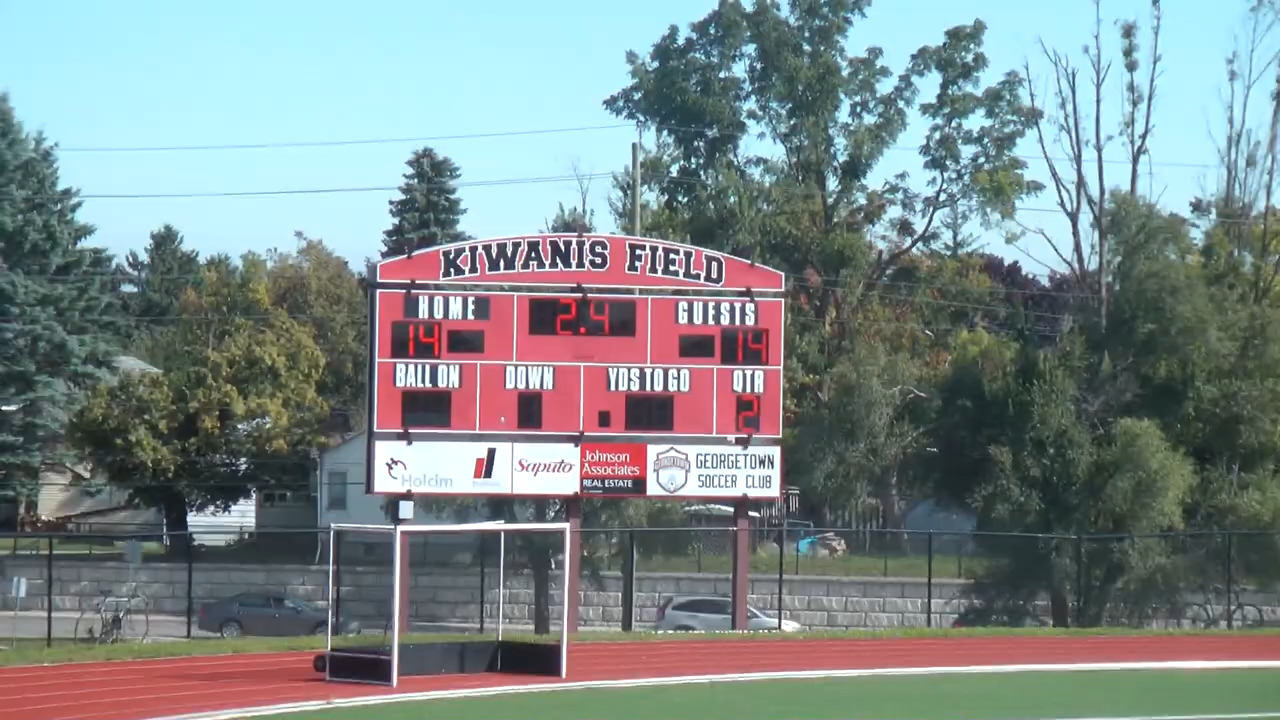 KIWANIS FIELD
HOME 2.4 GUESTS
14 14
BALL ON DOWN YDS TO GO QTR
2
Holcim
Saputo
Johnson
Associates
REAL ESTATE
GEORGETOWN
GEORGETOWN
SOCCER CLUB